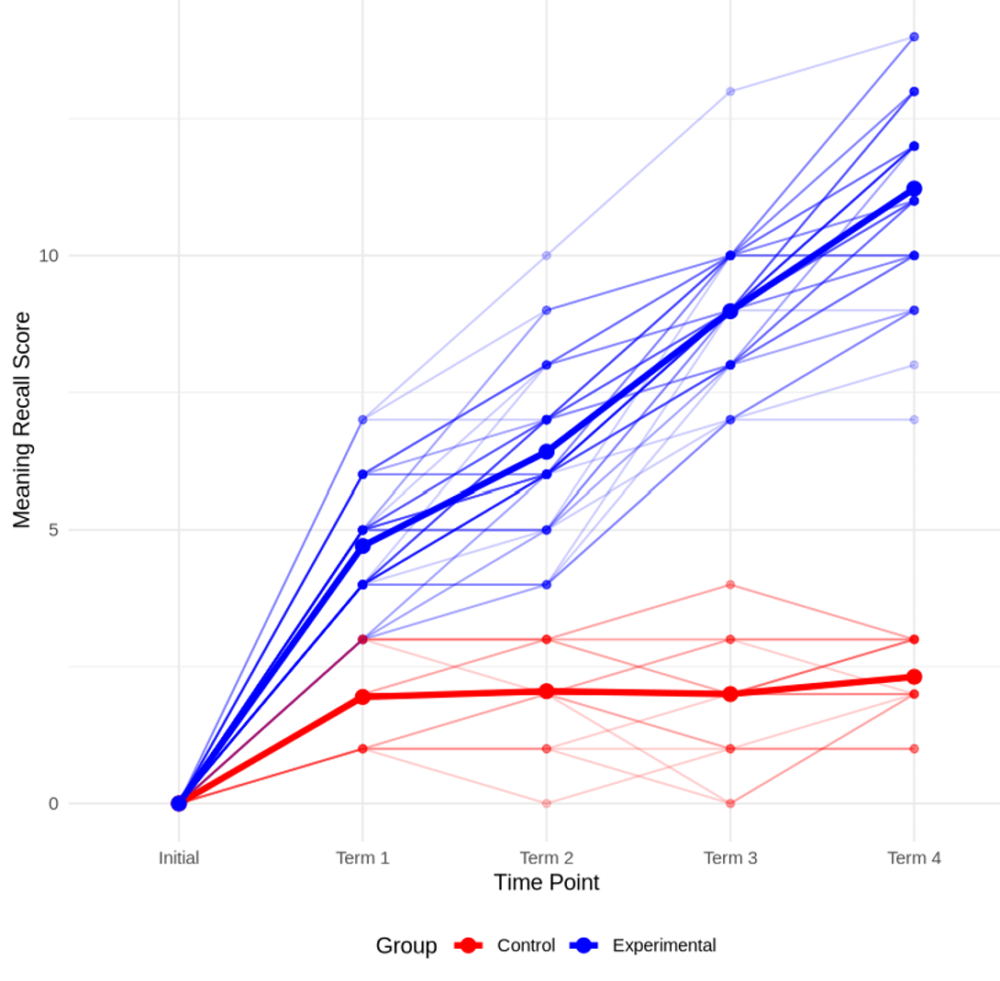 Meaning Recall Score
10
5
0
Initial Term 1 Term 2 Term 3 Term 4
Time Point
Group Control Experimental